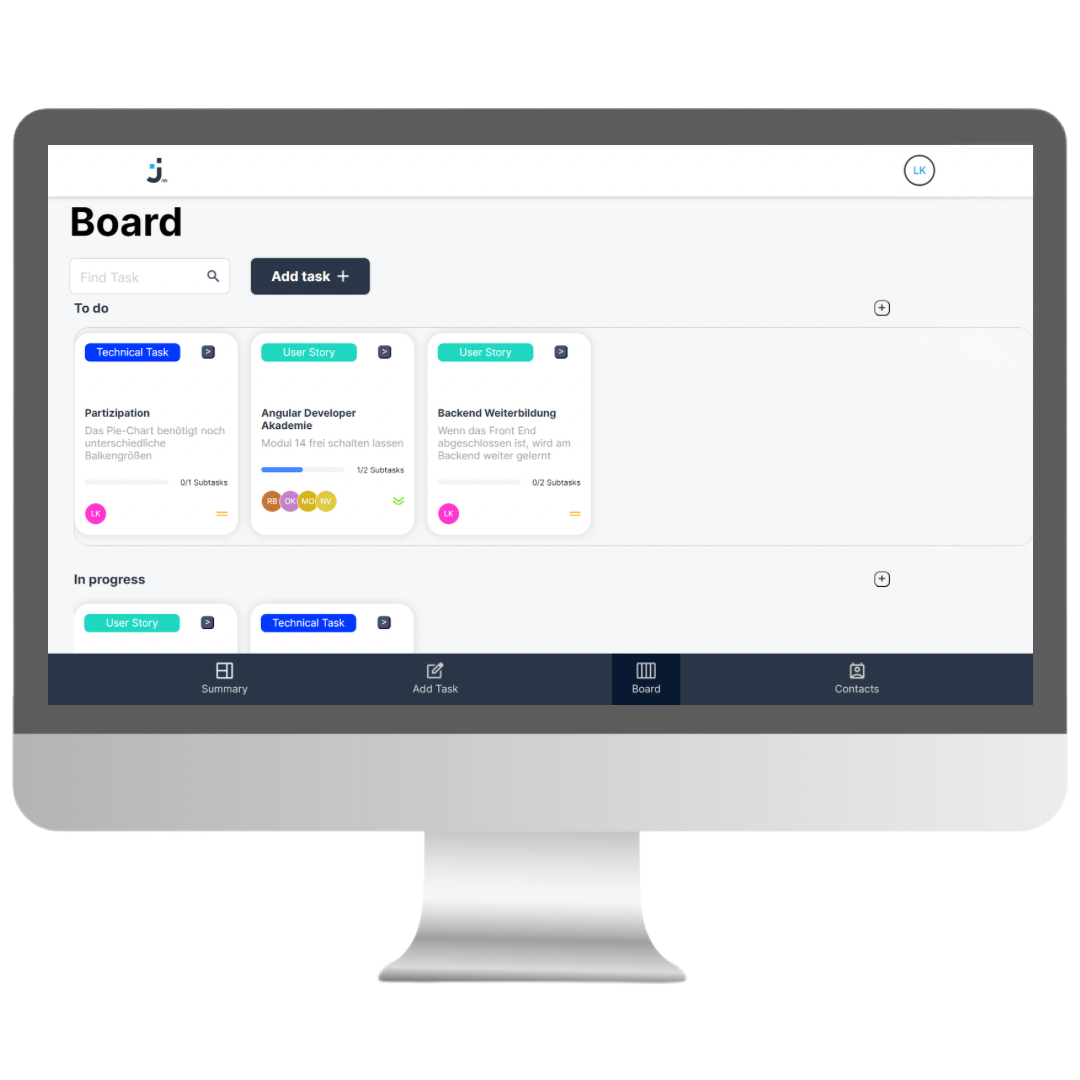 j
LK
Board
Find Task
Add task +
To do
Technical Task
Partizipation
Das Pie-Chart benötigt noch
unterschiedliche
Balkengrößen
0/1 Subtasks
LK
User Story
Angular Developer
Akademie
Modul 14 frei schalten lassen
1/2 Subtasks
RB OK MO NV
User Story
Backend Weiterbildung
Wenn das Front End
abgeschlossen ist, wird am
Backend weiter gelernt
0/2 Subtasks
LK
In progress
User Story
Technical Task
Summary
Add Task
Board
Contacts